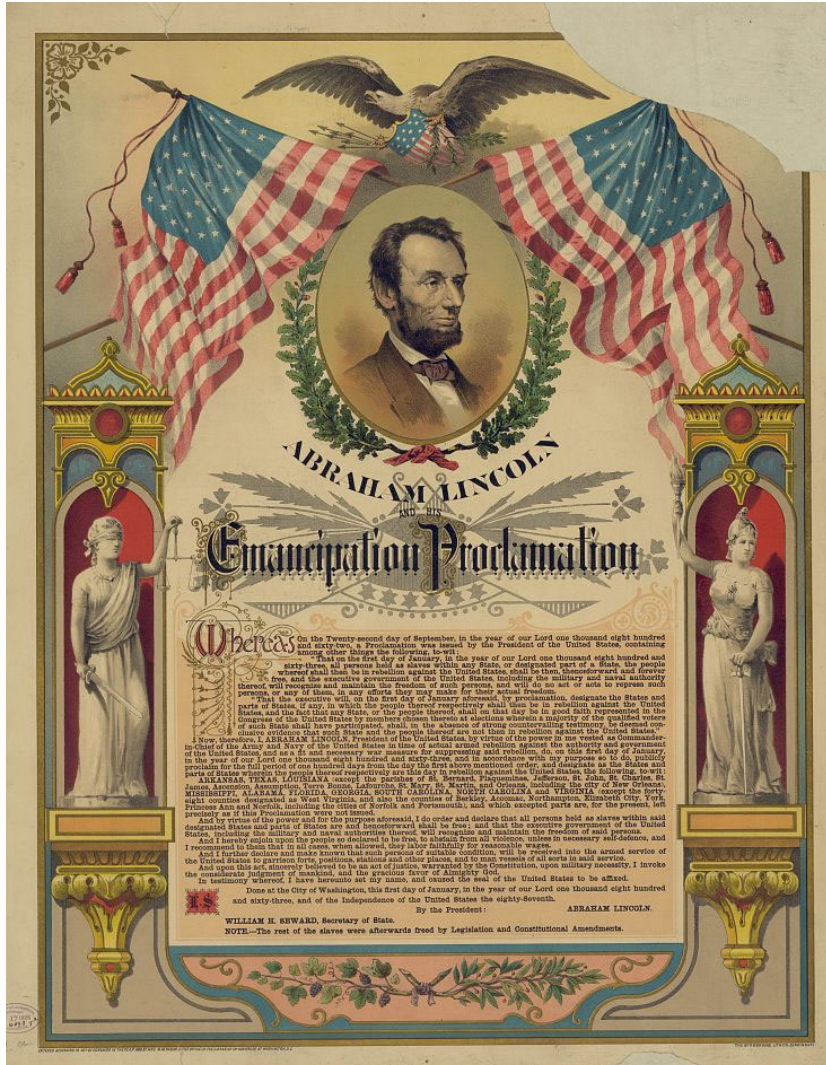 ABRAHAM LINCOLN
AND HIS
Emancipation Proclamation
Whereas On the Twenty-second day of September, in the year of our Lord one thousand eight hundred
and sixty-two, a Proclamation was issued by the President of the United States, containing
among other things the following, to-wit:
"That on the first day of January, in the year of our Lord one thousand eight hundred and
sixty-three, all persons held as slaves within any State, or designated part of a State, the people
whereof shall then be in rebellion against the United States, shall be then, thenceforward and forever
free, and the executive government of the United States, including the military and naval authority
thereof, will recognize and maintain the freedom of such persons, and will do no act or acts to repress such
persons, or any of them, in any efforts they may make for their actual freedom;
"That the executive will, on the first day of January aforesaid, by proclamation, designate the States and
parts of States, if any, in which the people thereof respectively shall then be in rebellion against the United
States, and the fact that any State, or the people thereof, shall on that day be in good faith represented in the
Congress of the United States by members chosen thereto at elections wherein a majority of the qualified voters
of such State shall have participated, shall, in the absence of strong countervailing testimony, be deemed con-
clusive evidence that such State and the people thereof are not then in rebellion against the United States."
Now, therefore, I, ABRAHAM LINCOLN, President of the United States, by virtue of the power in me vested as Commander-
in-Chief of the Army and Navy of the United States in time of actual armed rebellion against the authority and government
of the United States, and as a fit and necessary war measure for suppressing said rebellion, do, on this first day of January,
in the year of our Lord one thousand eight hundred and sixty-three, and in accordance with my purpose so to do, publicly
proclaim for the full period of one hundred days from the day the first above mentioned order, and designate as the States and
parts of States wherein the people thereof respectively are this day in rebellion against the United States, the following, to-wit:
ARKANSAS, TEXAS, LOUISIANA (except the parishes of St. Bernard, Plaquemines, Jefferson, St. John, St. Charles, St.
James, Ascension, Assumption, Terre Bonne, Lafourche, St. Mary, St. Martin, and Orleans, including the city of New Orleans),
MISSISSIPPI, ALABAMA, FLORIDA, GEORGIA, SOUTH CAROLINA, NORTH CAROLINA and VIRGINIA (except the forty-
eight counties designated as West Virginia, and also the counties of Berkley, Accomac, Northampton, Elizabeth City, York,
Princess Ann and Norfolk, including the cities of Norfolk and Portsmouth), and which excepted parts are, for the present, left
precisely as if this Proclamation were not issued.
And by virtue of the power and for the purpose aforesaid, I do order and declare that all persons held as slaves within said
designated States and parts of States are and henceforward shall be free; and that the executive government of the United
States, including the military and naval authorities thereof, will recognize and maintain the freedom of said persons.
And I hereby enjoin upon the people so declared to be free, to abstain from all violence, unless in necessary self-defence, and
I recommend to them that in all cases, when allowed, they labor faithfully for reasonable wages.
And I further declare and make known that such persons of suitable condition, will be received into the armed service of
the United States to garrison forts, positions, stations and other places, and to man vessels of all sorts in said service.
And upon this act, sincerely believed to be an act of justice, warranted by the Constitution, upon military necessity, I invoke
the considerate judgment of mankind, and the gracious favor of Almighty God.
In testimony whereof, I have hereunto set my name, and caused the seal of the United States to be affixed.
Done at the City of Washington, this first day of January, in the year of our Lord one thousand eight hundred
L.S
and sixty-three, and of the Independence of the United States the eighty-Seventh.
By the President: ABRAHAM LINCOLN.
WILLIAM H. SEWARD, Secretary of State.
NOTE.—The rest of the slaves were afterwards freed by Legislation and Constitutional Amendments.